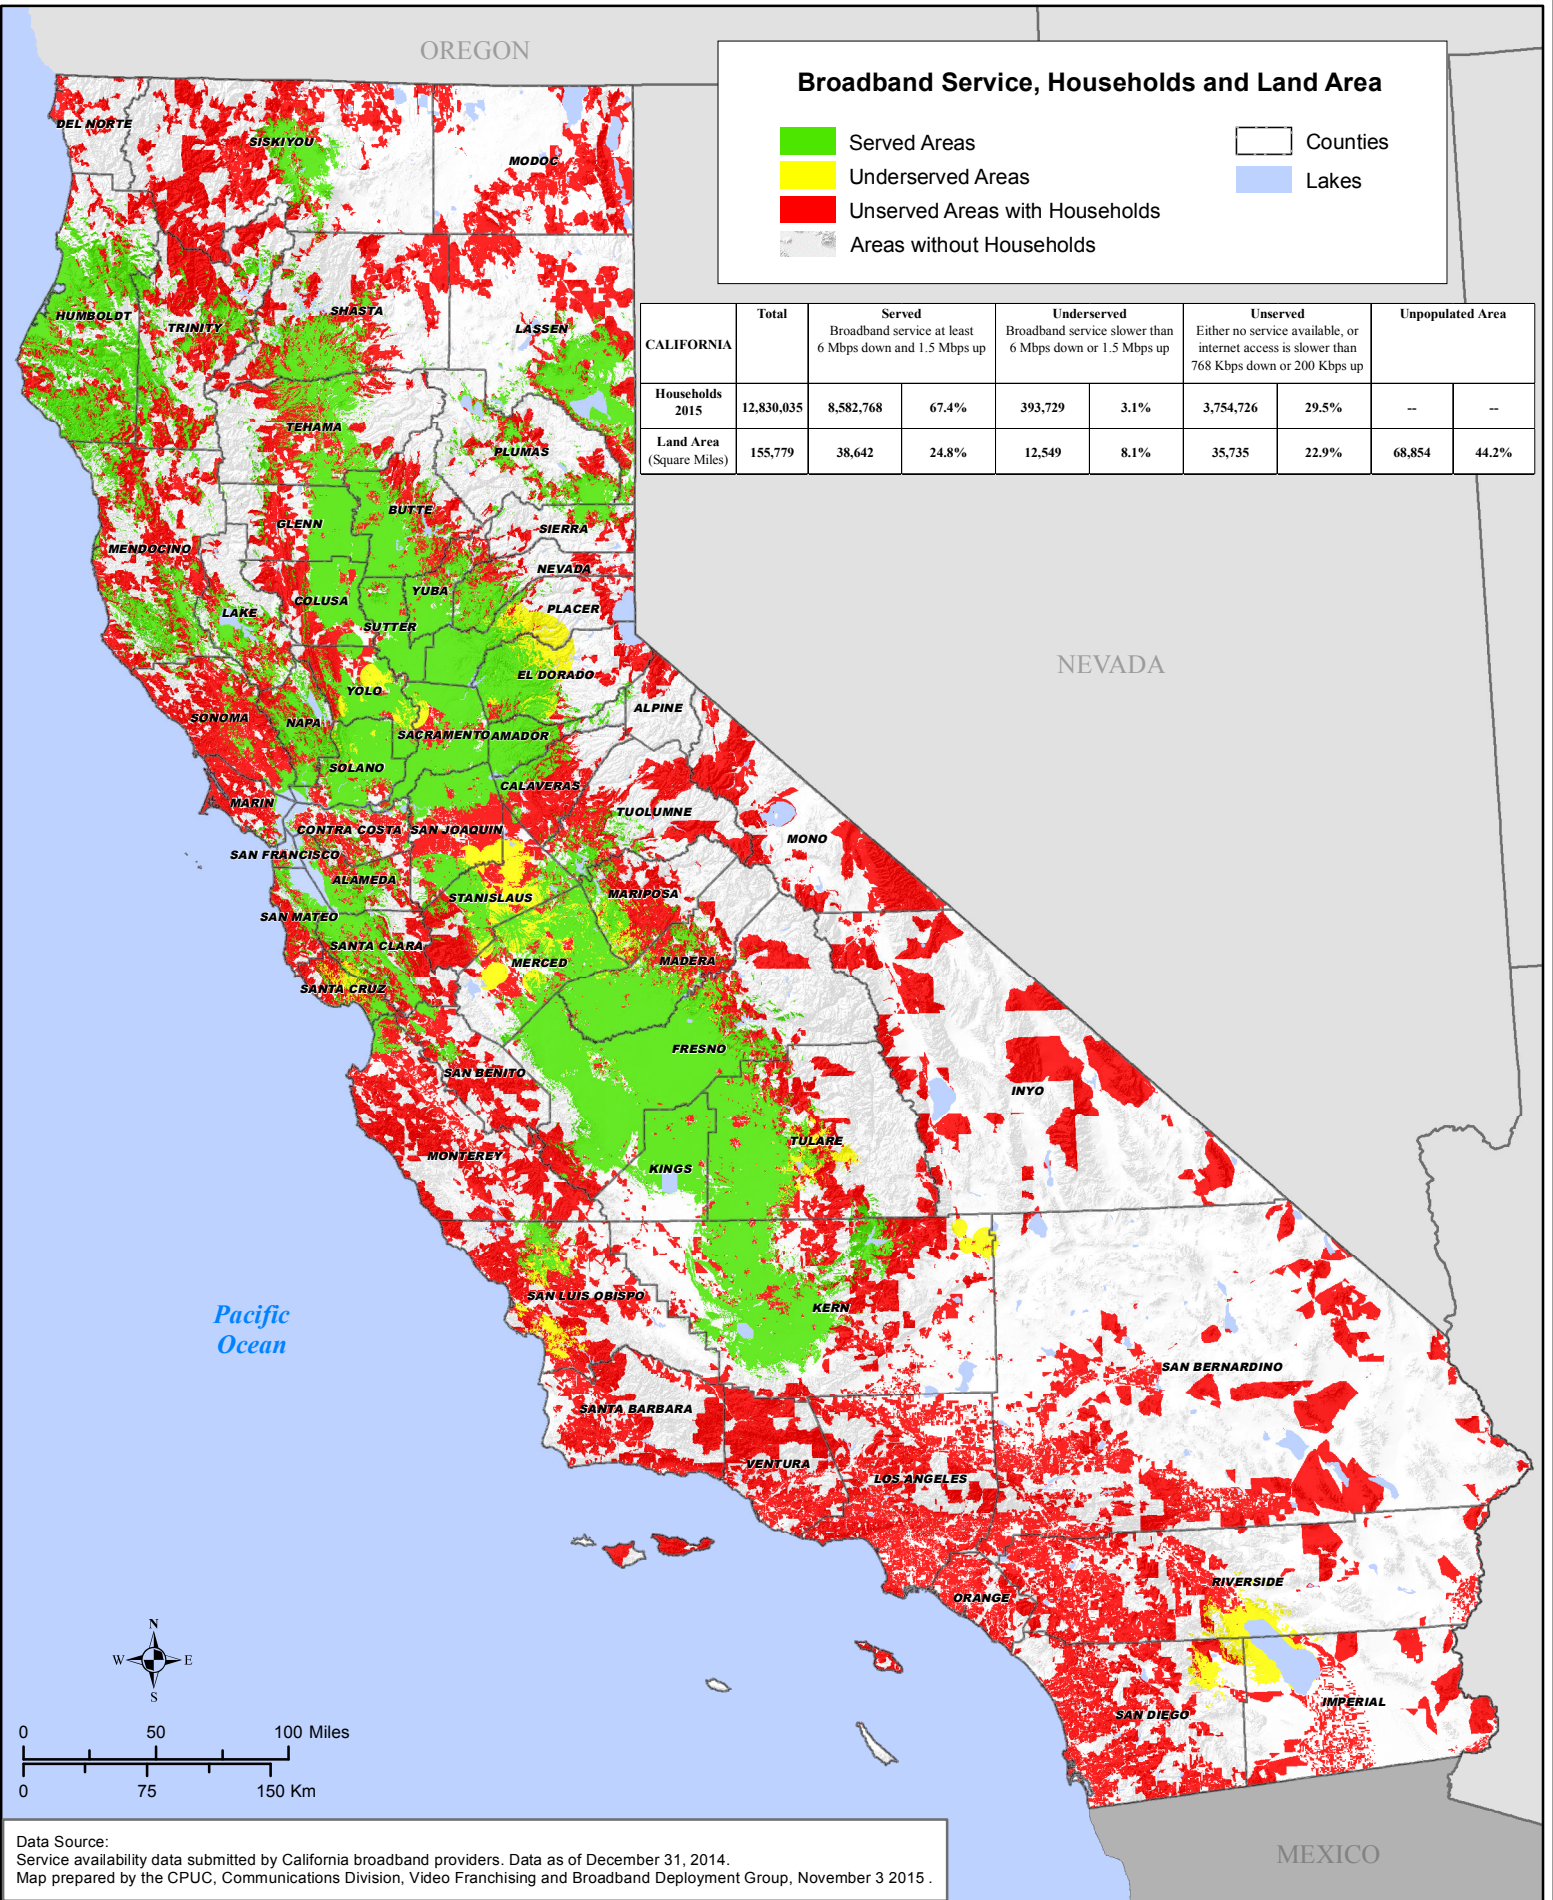 OREGON
Broadband Service, Households and Land Area
Served Areas
Underserved Areas
Unserved Areas with Households
Areas without Households
Counties
Lakes
CALIFORNIA
Total
Served
Broadband service at least
6 Mbps down and 1.5 Mbps up
Underserved
Broadband service slower than
6 Mbps down or 1.5 Mbps up
Unserved
Either no service available, or
internet access is slower than
768 Kbps down or 200 Kbps up
Unpopulated Area
Households
2015
12,830,035
8,582,768
67.4%
393,729
3.1%
3,754,726
29.5%
--
--
Land Area
(Square Miles)
155,779
38,642
24.8%
12,549
8.1%
35,735
22.9%
68,854
44.2%
DEL NORTE
SISKIYOU
MODOC
HUMBOLDT
TRINITY
SHASTA
LASSEN
TEHAMA
PLUMAS
BUTTE
GLENN
SIERRA
MENDOCINO
NEVADA
YUBA
COLUSA
PLACER
LAKE
SUTTER
NEVADA
EL DORADO
YOLO
ALPINE
SONOMA
NAPA
SACRAMENTO
AMADOR
SOLANO
CALAVERAS
MARIN
TUOLUMNE
CONTRA COSTA
SAN JOAQUIN
MONO
SAN FRANCISCO
ALAMEDA
MARIPOSA
STANISLAUS
SAN MATEO
SANTA CLARA
MERCED
MADERA
SANTA CRUZ
FRESNO
SAN BENITO
INYO
TULARE
MONTEREY
KINGS
SAN LUIS OBISPO
KERN
Pacific
Ocean
SAN BERNARDINO
SANTA BARBARA
VENTURA
LOS ANGELES
RIVERSIDE
ORANGE
IMPERIAL
SAN DIEGO
N
W
E
S
0
50
100 Miles
0
75
150 Km
MEXICO
Data Source:
Service availability data submitted by California broadband providers. Data as of December 31, 2014.
Map prepared by the CPUC, Communications Division, Video Franchising and Broadband Deployment Group, November 3 2015 .